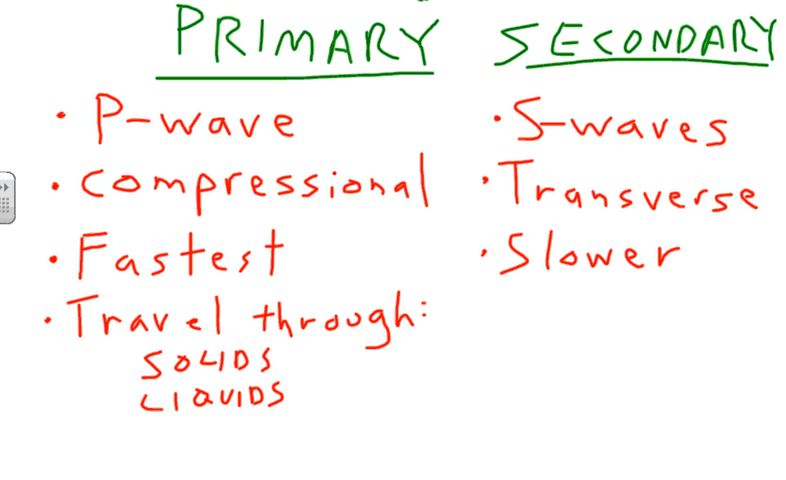 PRIMARY SECONDARY
• P-wave • S-waves
• Compressional • Transverse
• Fastest • Slower
• Travel through:
SOLIDS
LIQUIDS